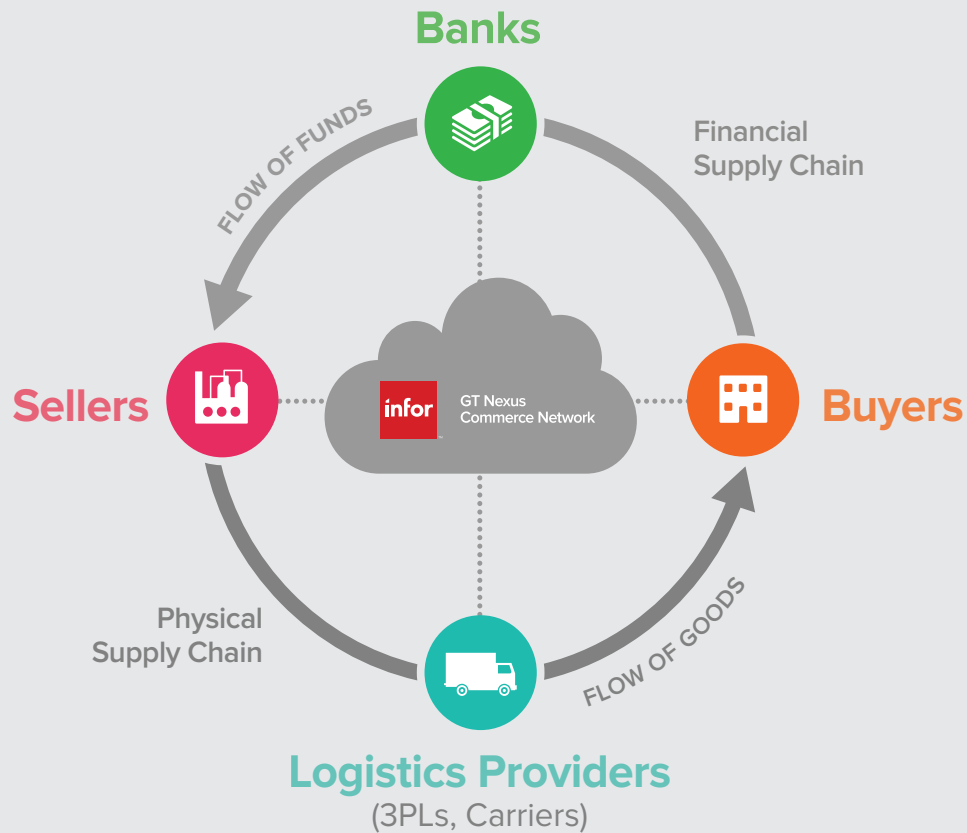 Banks
FLOW OF FUNDS
Financial
Supply Chain
Sellers
infor
GT Nexus
Commerce Network
Buyers
Physical
Supply Chain
FLOW OF GOODS
Logistics Providers
(3PLs, Carriers)